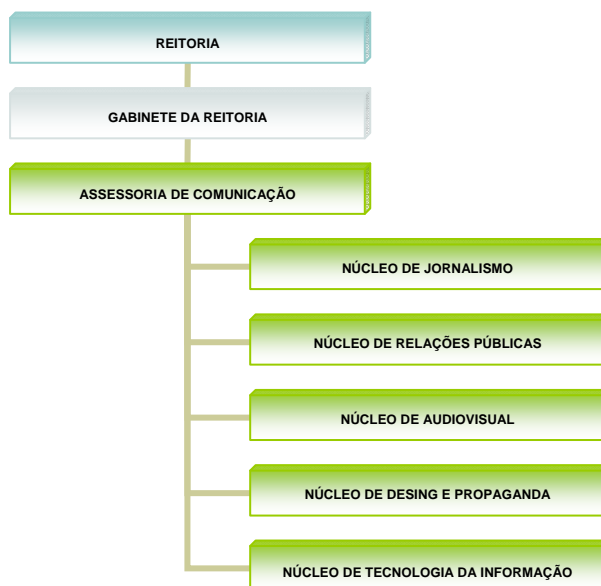 REITORIA
GABINETE DA REITORIA
ASSESSORIA DE COMUNICAÇÃO
NÚCLEO DE JORNALISMO
NÚCLEO DE RELAÇÕES PÚBLICAS
NÚCLEO DE AUDIOVISUAL
NÚCLEO DE DESING E PROPAGANDA
NÚCLEO DE TECNOLOGIA DA INFORMAÇÃO